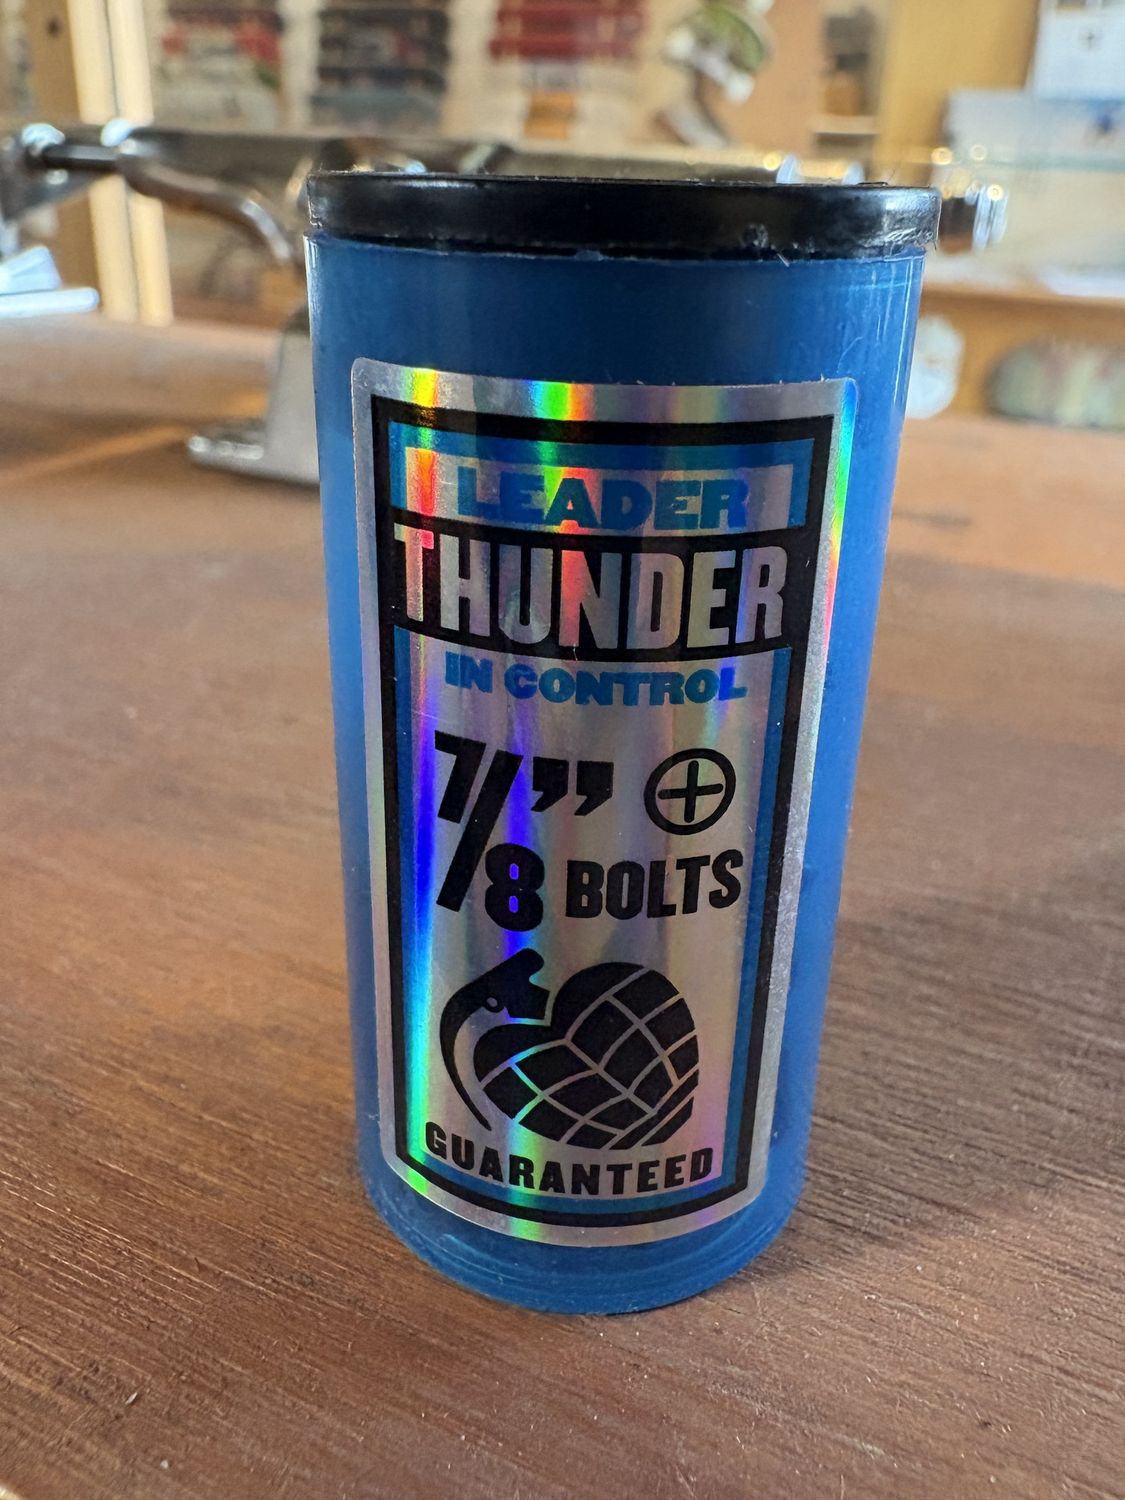 LEADER
THUNDER
IN CONTROL
7/8” ⊕
BOLTS
GUARANTEED